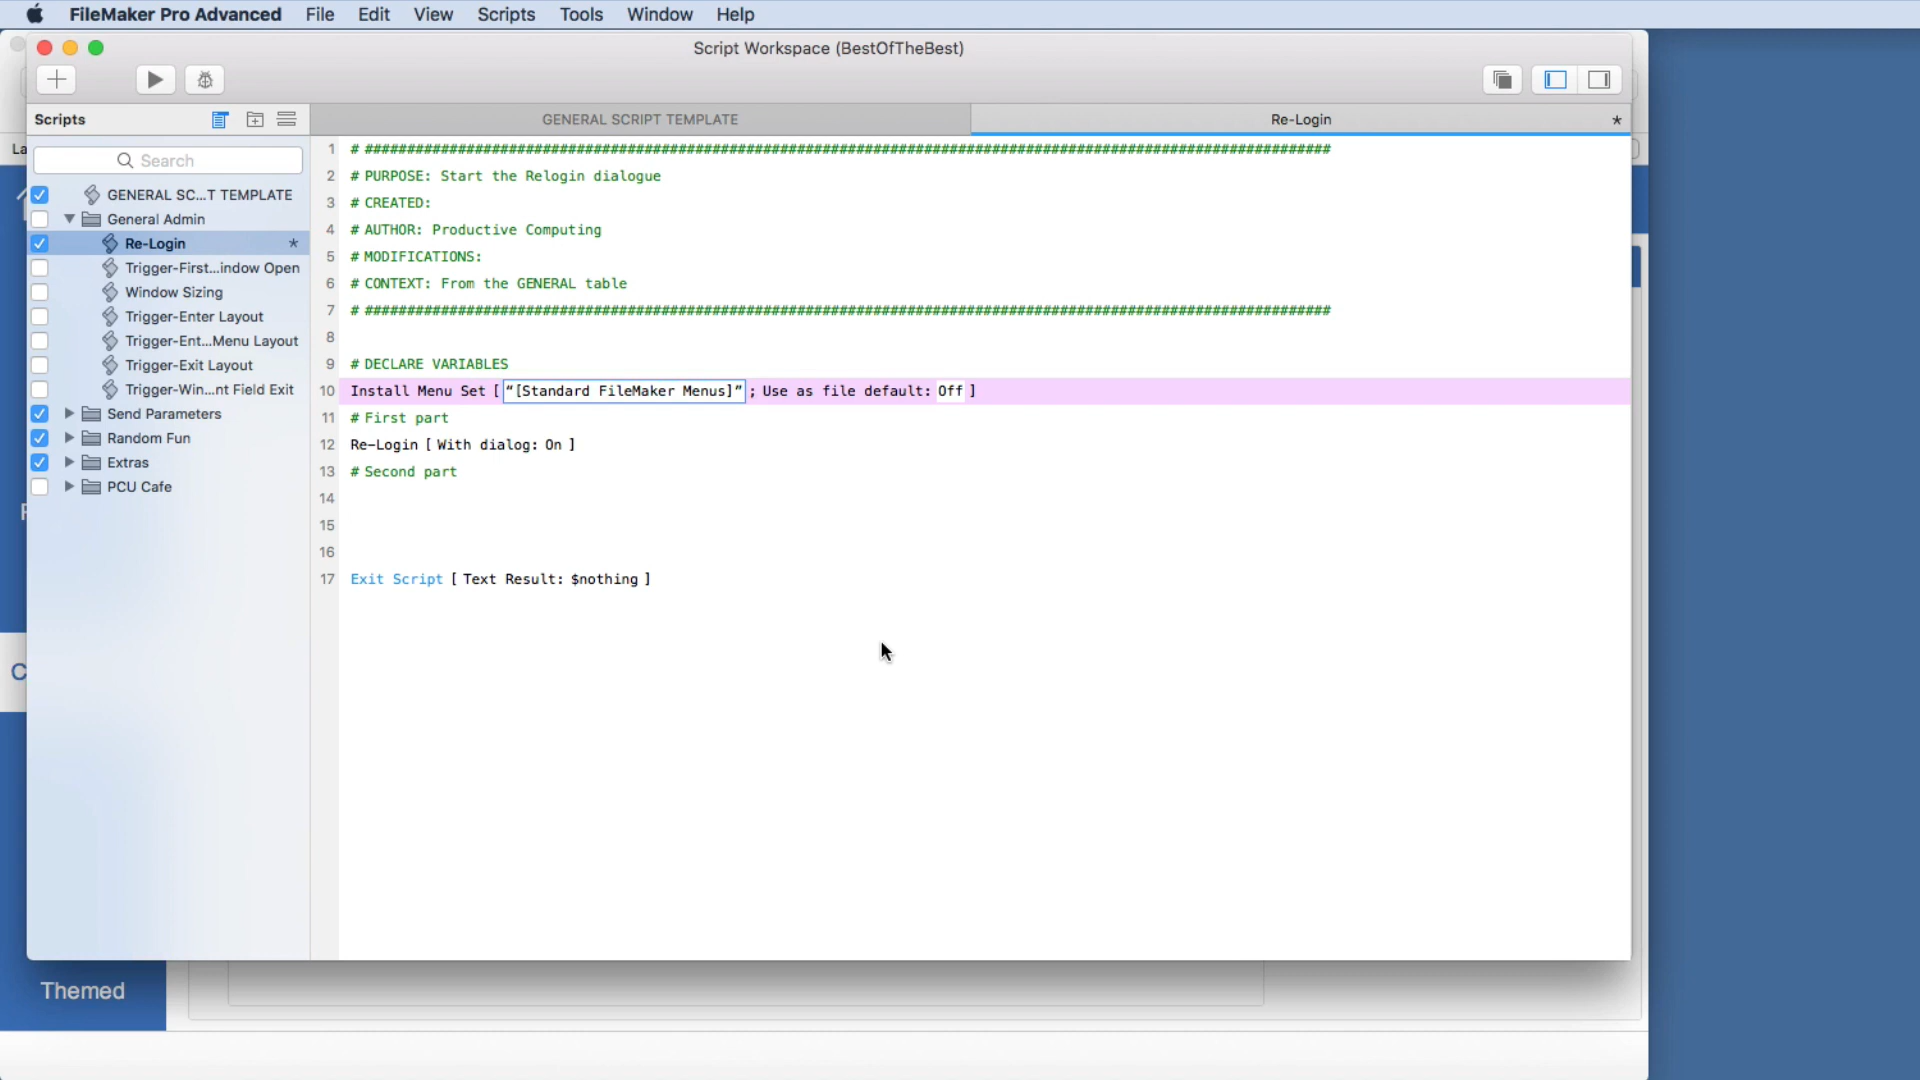 FileMaker Pro Advanced File Edit View Scripts Tools Window Help
Script Workspace (BestOfTheBest)
Scripts
GENERAL SCRIPT TEMPLATE
Re-Login *
La
Search
GENERAL SC...T TEMPLATE
General Admin
Re-Login *
Trigger-First...indow Open
Window Sizing
Trigger-Enter Layout
Trigger-Ent...Menu Layout
Trigger-Exit Layout
Trigger-Win...nt Field Exit
Send Parameters
Random Fun
Extras
PCU Cafe
1 # ###################################################################################################################
2 # PURPOSE: Start the Relogin dialogue
3 # CREATED:
4 # AUTHOR: Productive Computing
5 # MODIFICATIONS:
6 # CONTEXT: From the GENERAL table
7 # ###################################################################################################################
8
9 # DECLARE VARIABLES
10 Install Menu Set [ “[Standard FileMaker Menus]” ; Use as file default: Off ]
11 # First part
12 Re-Login [ With dialog: On ]
13 # Second part
14
15
16
17 Exit Script [ Text Result: $nothing ]
C
Themed